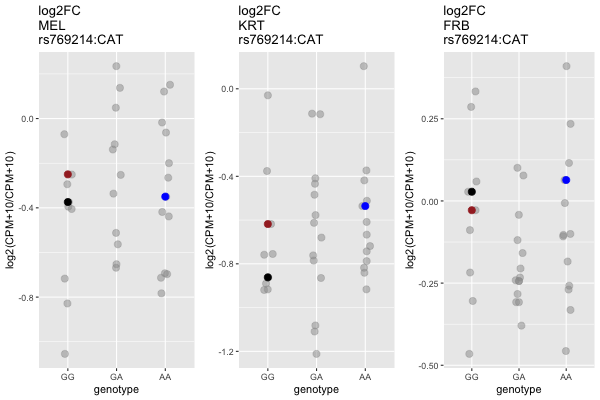 log2FC
MEL
rs769214:CAT
log2(CPM+10/CPM+10)
0.0
-0.4
-0.8
GG
GA
AA
genotype
log2FC
KRT
rs769214:CAT
log2(CPM+10/CPM+10)
0.0
-0.4
-0.8
-1.2
GG
GA
AA
genotype
log2FC
FRB
rs769214:CAT
log2(CPM+10/CPM+10)
0.25
0.00
-0.25
-0.50
GG
GA
AA
genotype